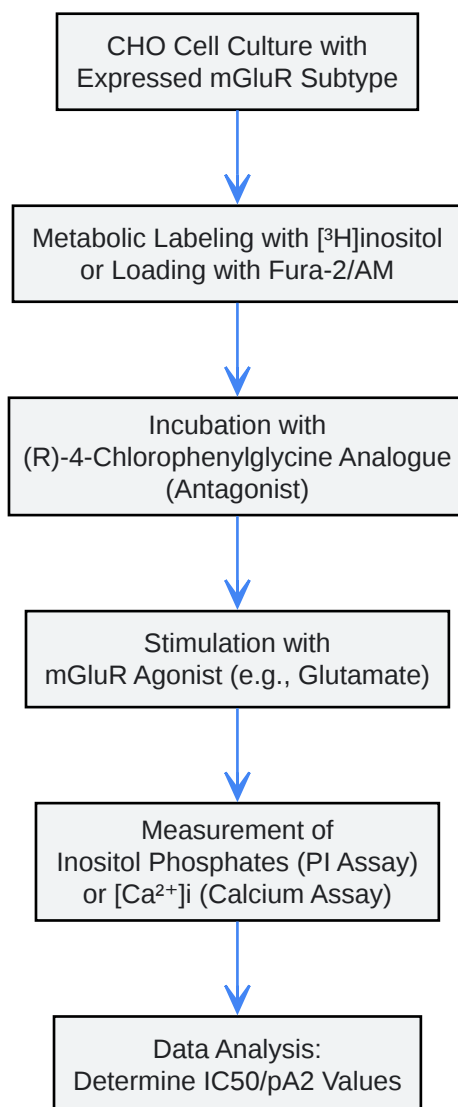 CHO Cell Culture with
Expressed mGluR Subtype
Metabolic Labeling with [³H]inositol
or Loading with Fura-2/AM
Incubation with
(R)-4-Chlorophenylglycine Analogue
(Antagonist)
Stimulation with
mGluR Agonist (e.g., Glutamate)
Measurement of
Inositol Phosphates (PI Assay)
or [Ca²⁺]i (Calcium Assay)
Data Analysis:
Determine IC50/pA2 Values